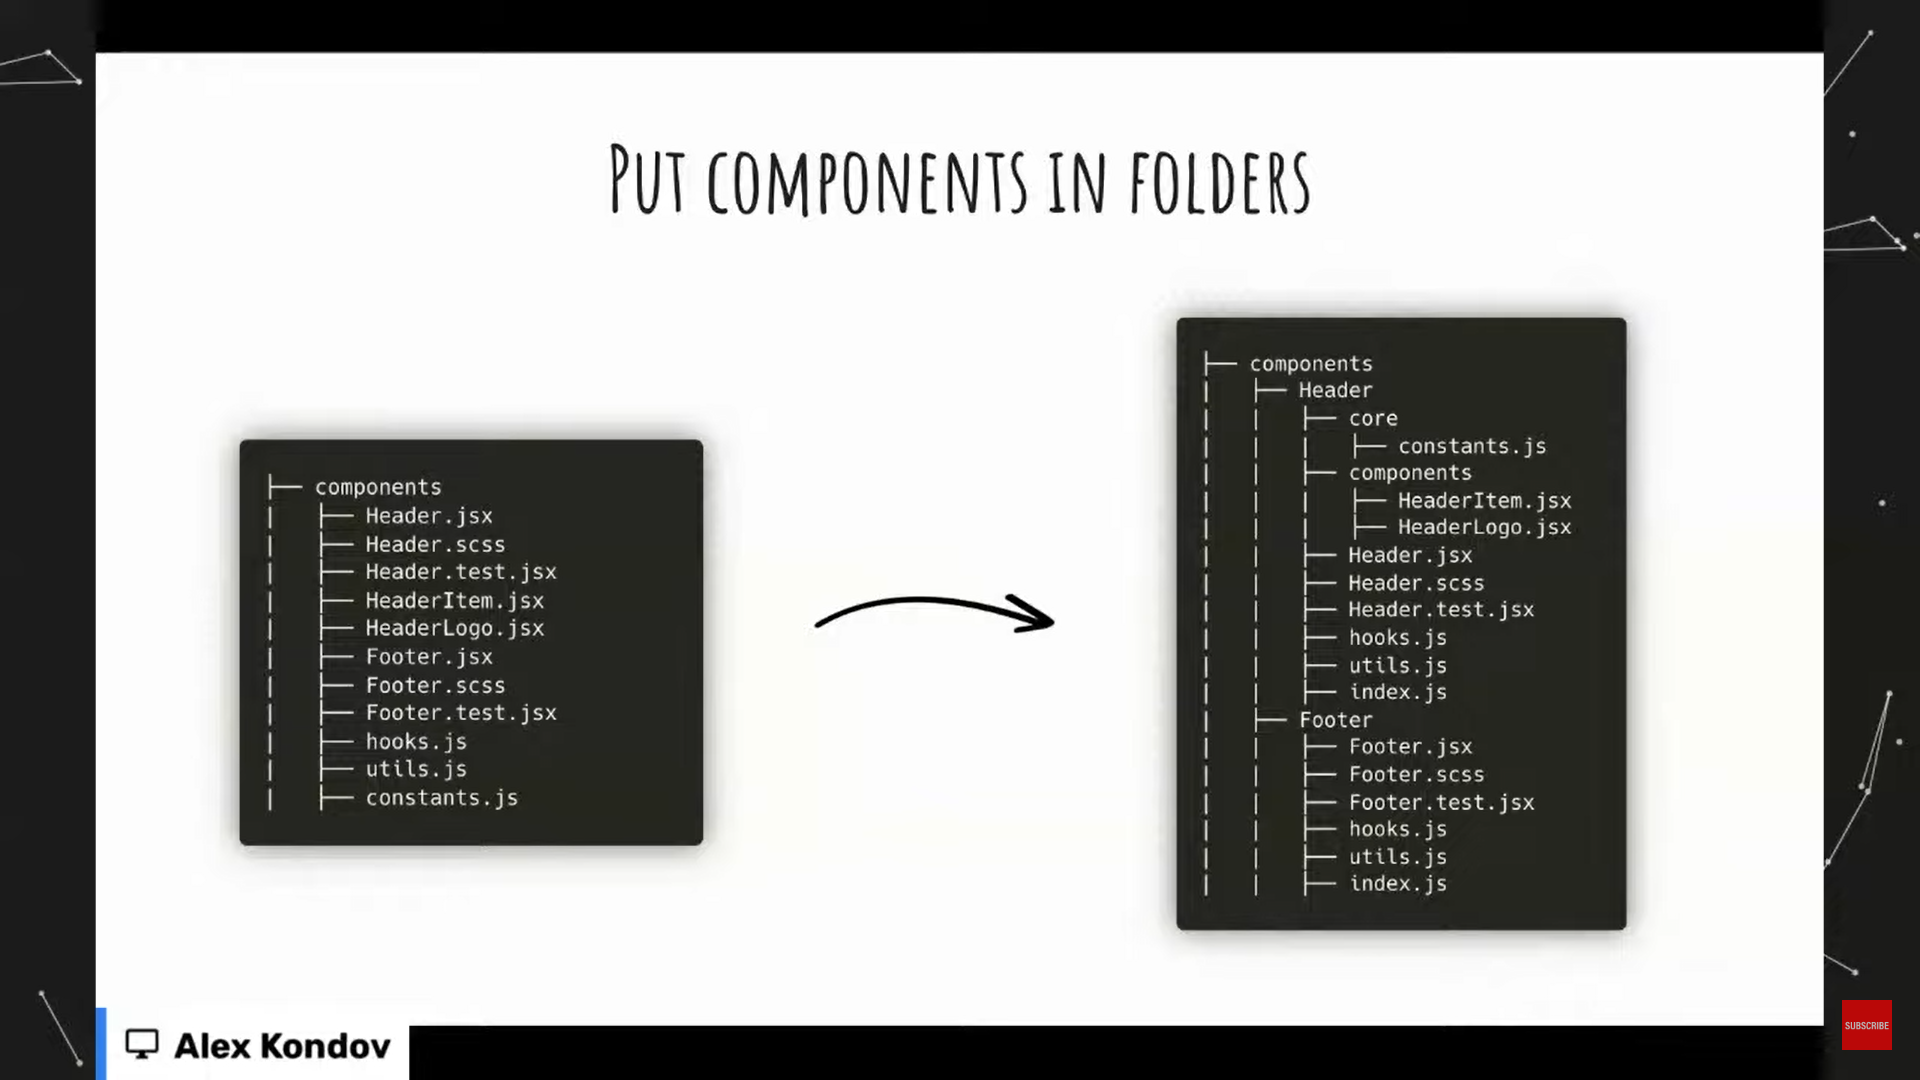 Put components in folders
├── components
│   ├── Header.jsx
│   ├── Header.scss
│   ├── Header.test.jsx
│   ├── HeaderItem.jsx
│   ├── HeaderLogo.jsx
│   ├── Footer.jsx
│   ├── Footer.scss
│   ├── Footer.test.jsx
│   ├── hooks.js
│   ├── utils.js
│   ├── constants.js
├── components
│   ├── Header
│   │   ├── core
│   │   │   ├── constants.js
│   │   ├── components
│   │   │   ├── HeaderItem.jsx
│   │   │   ├── HeaderLogo.jsx
│   │   ├── Header.jsx
│   │   ├── Header.scss
│   │   ├── Header.test.jsx
│   │   ├── hooks.js
│   │   ├── utils.js
│   │   ├── index.js
│   ├── Footer
│   │   ├── Footer.jsx
│   │   ├── Footer.scss
│   │   ├── Footer.test.jsx
│   │   ├── hooks.js
│   │   ├── utils.js
│   │   ├── index.js
Alex Kondov
SUBSCRIBE